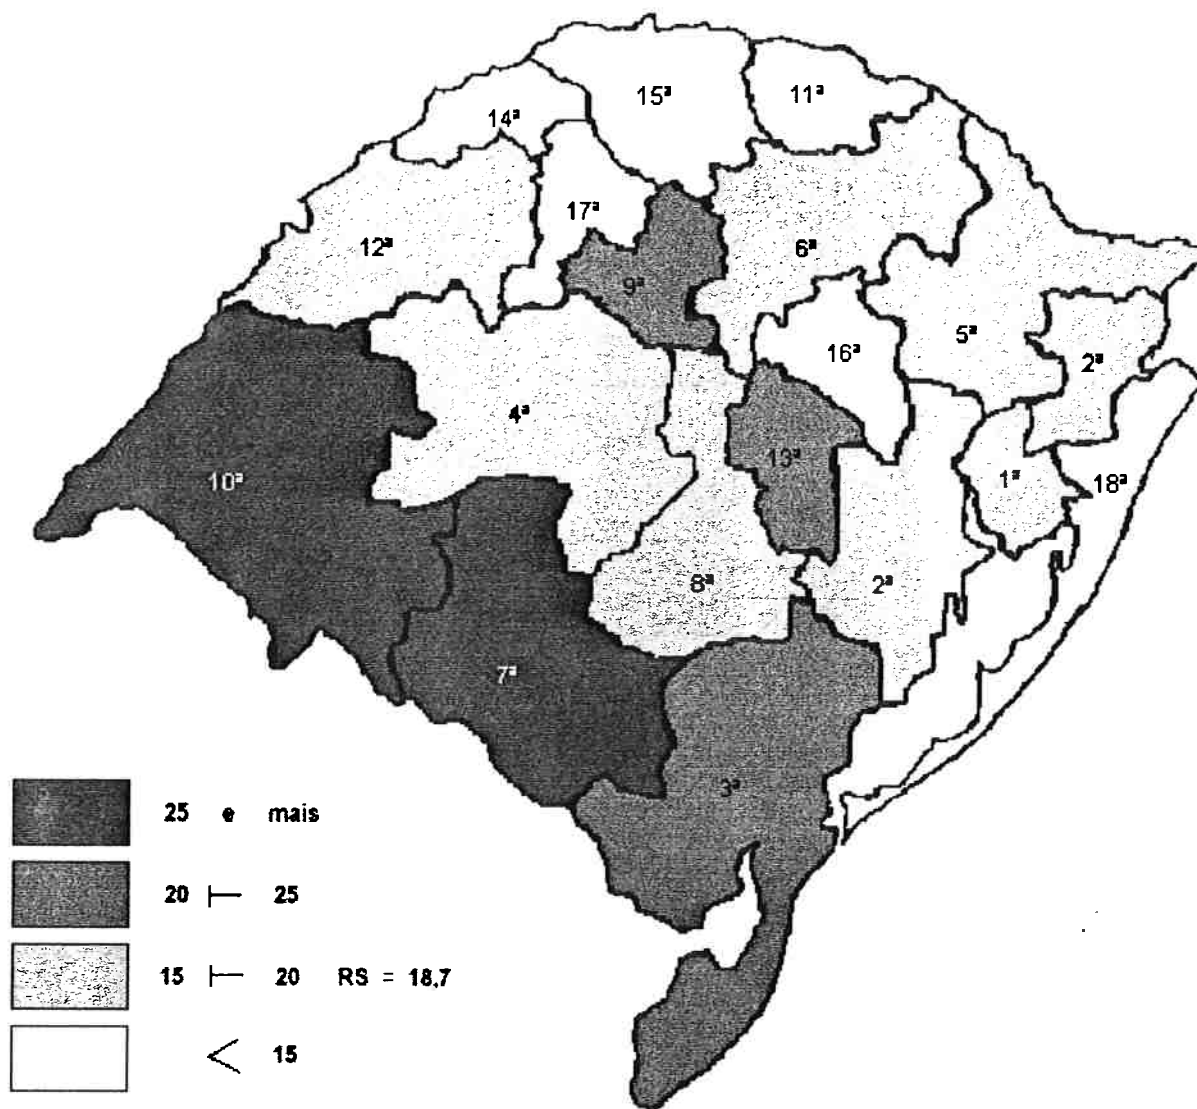 15ª
11ª
14ª
17ª
12ª
6ª
9ª
5ª
16ª
2ª
4ª
13ª
10ª
1ª
18ª
8ª
2ª
7ª
3ª
25 e mais
20 ⊢ 25
15 ⊢ 20 RS = 18,7
< 15